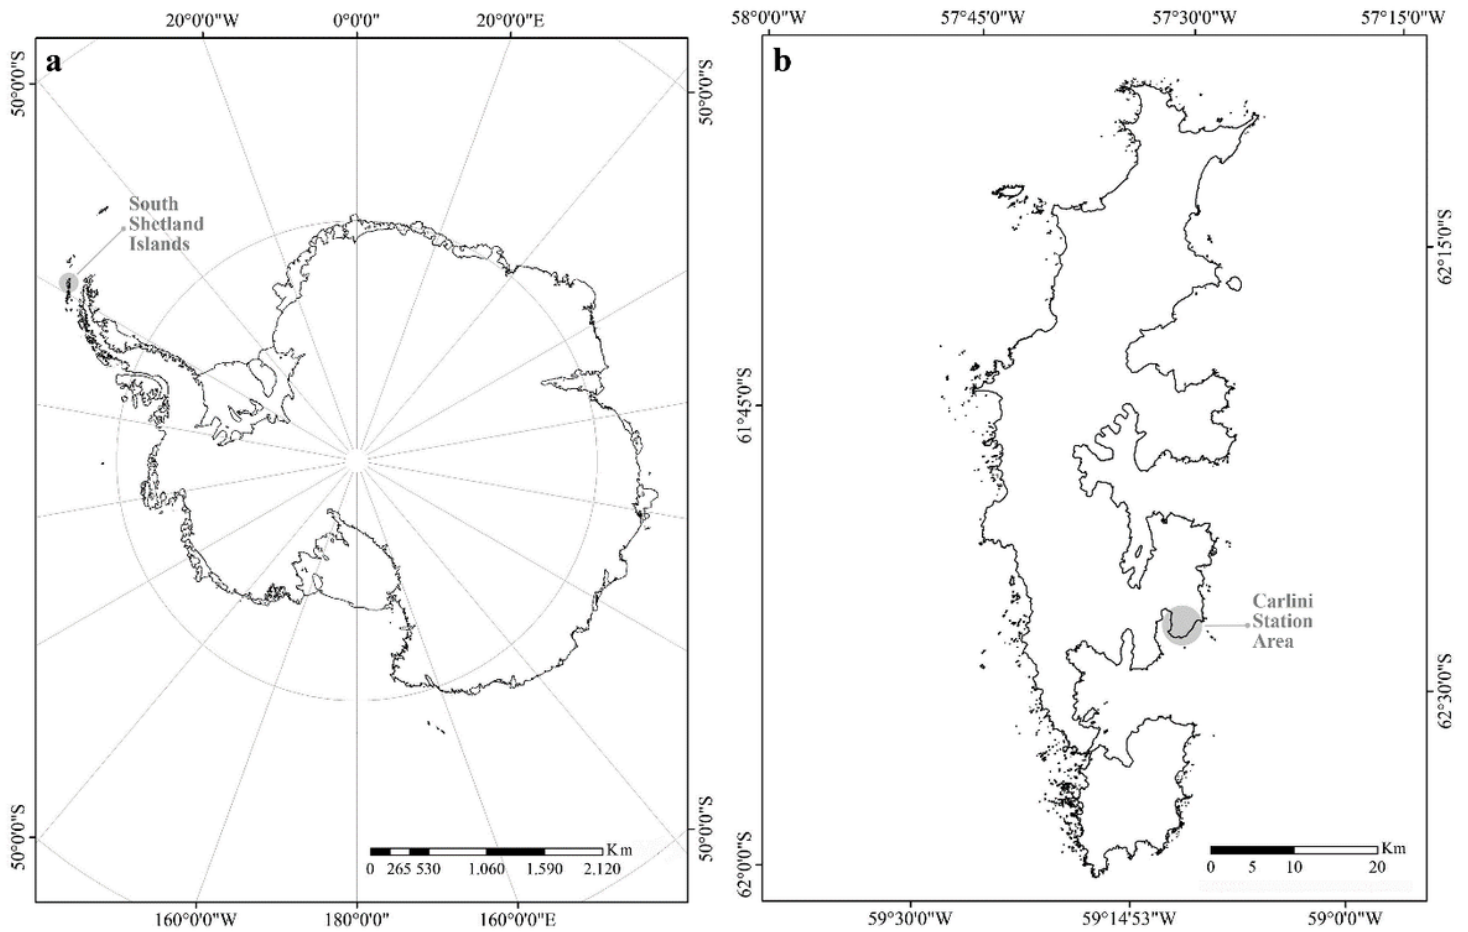 20°0'0"W 0°0'0" 20°0'0"E
58°0'0"W 57°45'0"W 57°30'0"W 57°15'0"W
a
b
50°0'0"S
50°0'0"S
South
Shetland
Islands
62°15'0"S
61°45'0"S
Carlini
Station
Area
62°30'0"S
50°0'0"S
50°0'0"S
62°0'0"S
Km
0 265 530 1.060 1.590 2.120
Km
0 5 10 20
160°0'0"W 180°0'0" 160°0'0"E
59°30'0"W 59°14'53"W 59°0'0"W